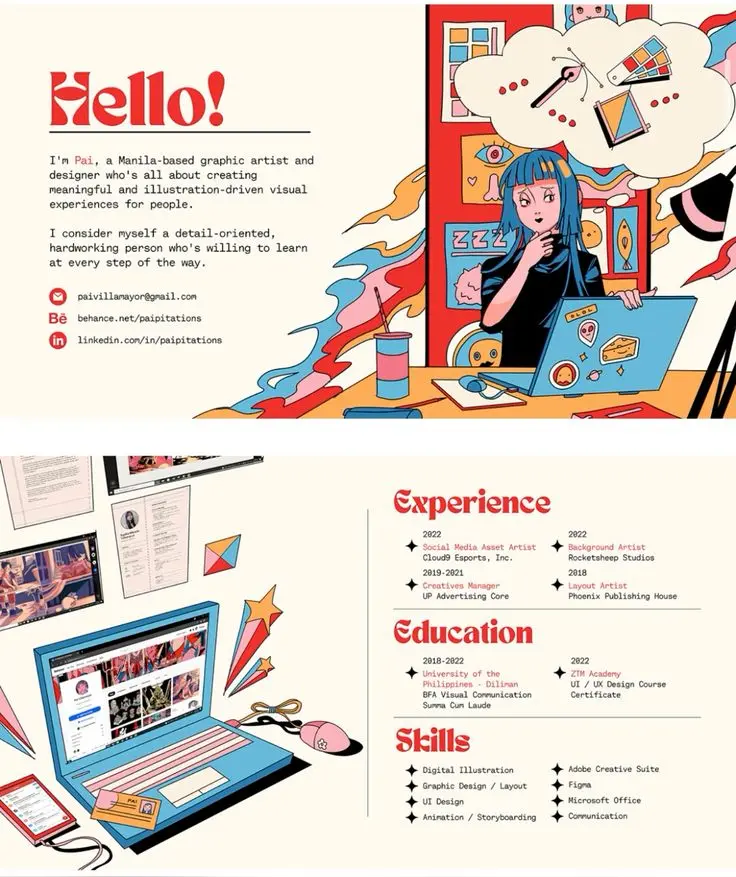 Hello!
I'm Pai, a Manila-based graphic artist and
designer who's all about creating
meaningful and illustration-driven visual
experiences for people.
I consider myself a detail-oriented,
hardworking person who's willing to learn
at every step of the way.
paivillamayor@gmail.com
Bē behance.net/paipitations
in linkedin.com/in/paipitations
ZZZ
Experience
2022
Social Media Asset Artist
Cloud9 Esports, Inc.
2022
Background Artist
Rocketsheep Studios
2019-2021
Creatives Manager
UP Advertising Core
2018
Layout Artist
Phoenix Publishing House
Education
2018-2022
University of the
Philippines - Diliman
BFA Visual Communication
Summa Cum Laude
2022
ZTM Academy
UI / UX Design Course
Certificate
Skills
Digital Illustration
Graphic Design / Layout
UI Design
Animation / Storyboarding
Adobe Creative Suite
Figma
Microsoft Office
Communication
PAI